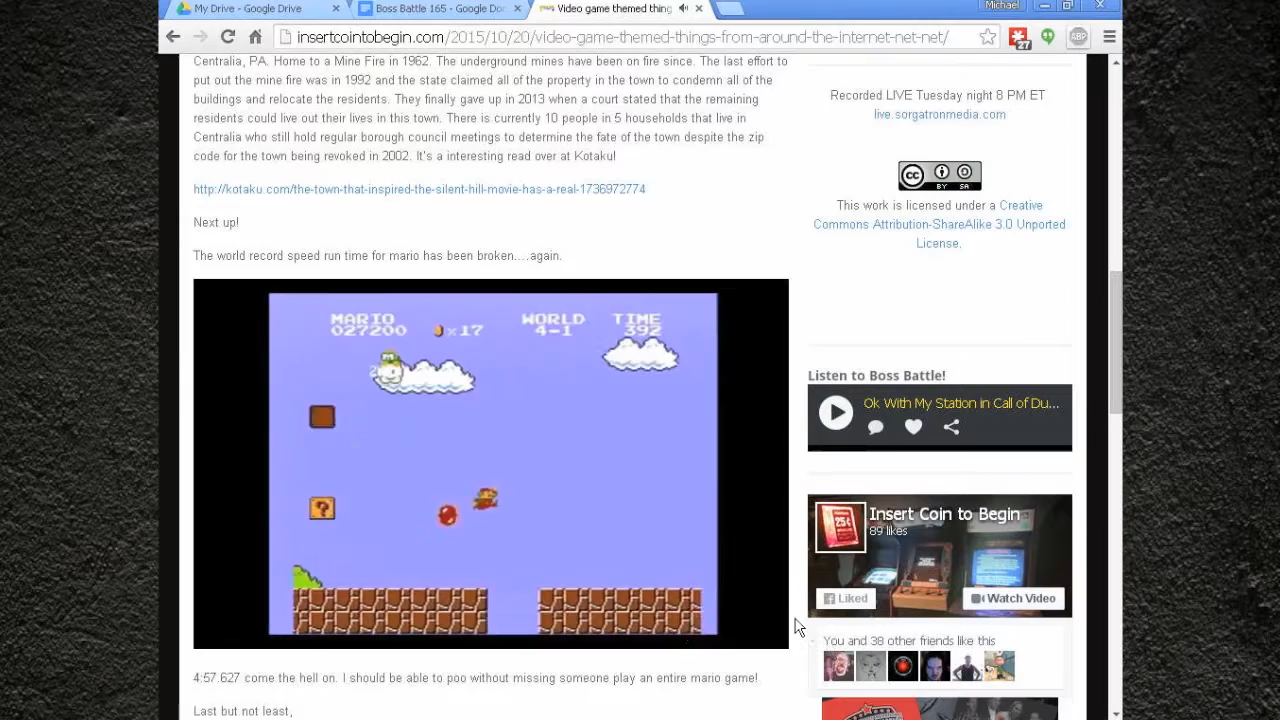 My Drive - Google Drive
Boss Battle 165 - Google Do
Video game themed thing
Michael
insertcointobegin.com/2015/10/20/video-game-themed-things-from-around-the-internet-net-net/
27
ABP
Centralia, PA. Home to a Mine Fire in 1962. The underground mines have been on fire since. The last effort to
put out the mine fire was in 1992 and the state claimed all of the property in the town to condemn all of the
buildings and relocate the residents. They finally gave up in 2013 when a court stated that the remaining
residents could live out their lives in this town. There is currently 10 people in 5 households that live in
Centralia who still hold regular borough council meetings to determine the fate of the town despite the zip
code for the town being revoked in 2002. It's a interesting read over at Kotaku!
http://kotaku.com/the-town-that-inspired-the-silent-hill-movie-has-a-real-1736972774
Next up!
The world record speed run time for mario has been broken....again.
MARIO WORLD TIME
027200 ×17 4-1 392
?
4:57.627 come the hell on. I should be able to poo without missing someone play an entire mario game!
Last but not least,
Recorded LIVE Tuesday night 8 PM ET
live.sorgatronmedia.com
cc
BY SA
This work is licensed under a Creative
Commons Attribution-ShareAlike 3.0 Unported
License.
Listen to Boss Battle!
Ok With My Station in Call of Du...
25¢
Insert Coin to Begin
89 likes
Liked
Watch Video
You and 38 other friends like this